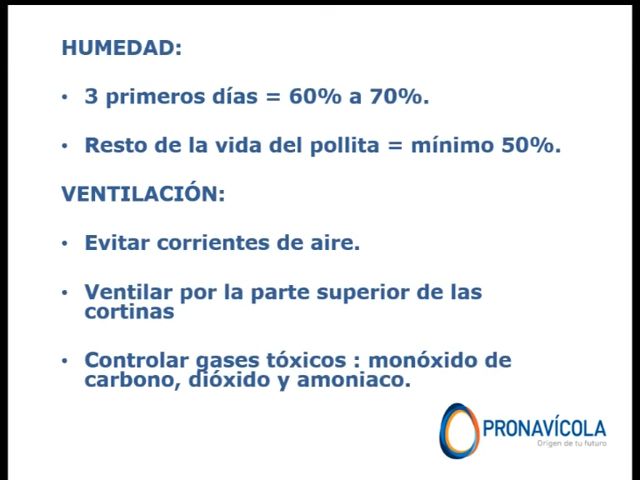 HUMEDAD:
• 3 primeros días = 60% a 70%.
• Resto de la vida del pollita = mínimo 50%.
VENTILACIÓN:
• Evitar corrientes de aire.
• Ventilar por la parte superior de las
cortinas
• Controlar gases tóxicos : monóxido de
carbono, dióxido y amoniaco.
PRONAVÍCOLA
Origen de tu futuro